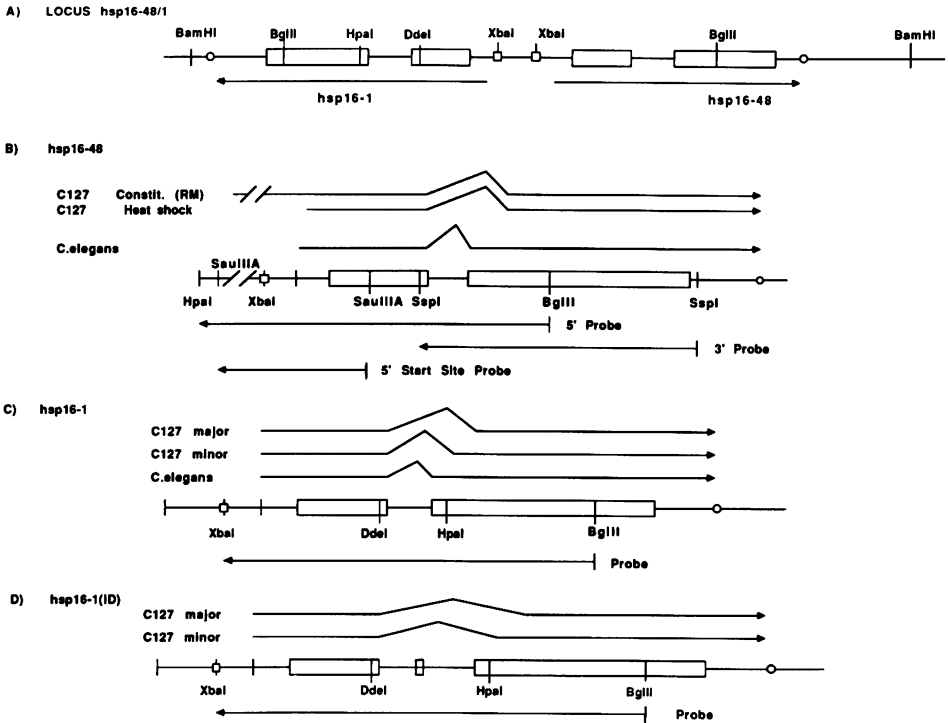 A) LOCUS hsp16-48/1
BamHI BglII HpaI DdeI XbaI XbaI BglII BamHI
hsp16-1 hsp16-48
B) hsp16-48
C127 Constit. (RM)
C127 Heat shock
C.elegans
SauIIIA
HpaI XbaI SauIIIA SspI BglII SspI
5' Probe
3' Probe
5' Start Site Probe
C) hsp16-1
C127 major
C127 minor
C.elegans
XbaI DdeI HpaI BglII
Probe
D) hsp16-1(ID)
C127 major
C127 minor
XbaI DdeI HpaI BglII
Probe